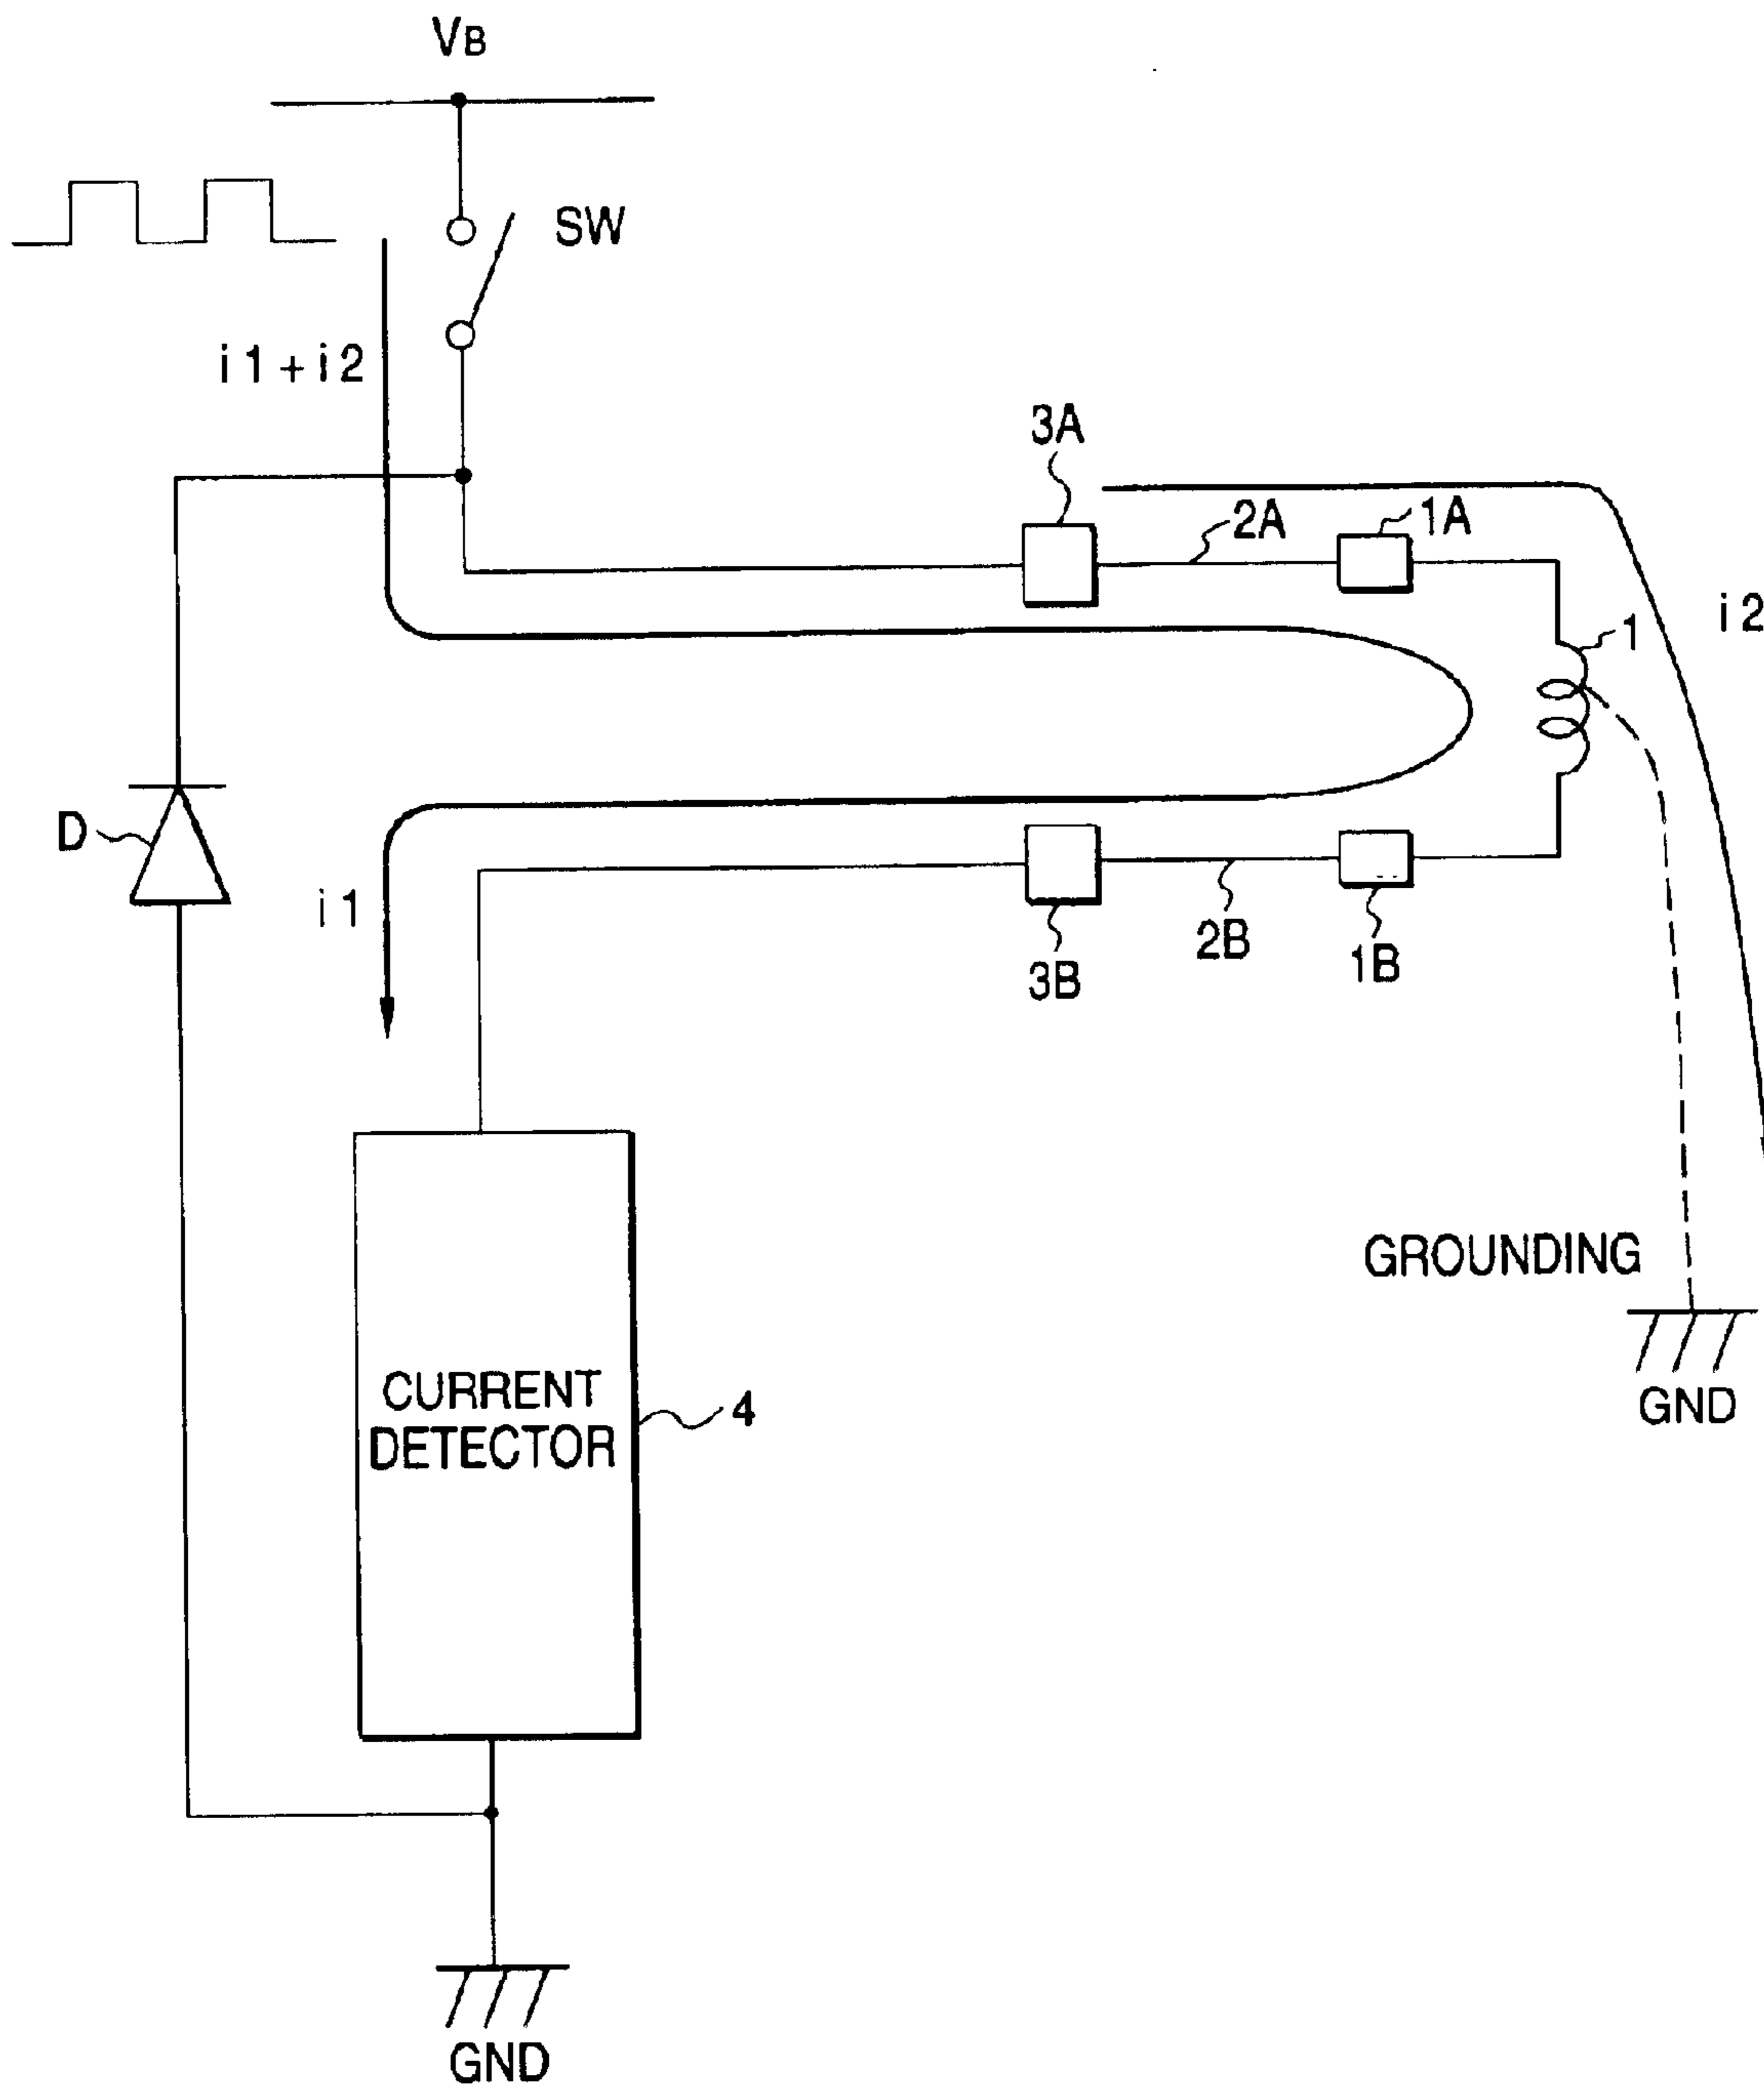 VB
SW
i1+i2
3A
2A
1A
i2
1
D
i1
3B
2B
1B
GROUNDING
GND
CURRENT
DETECTOR
4
GND